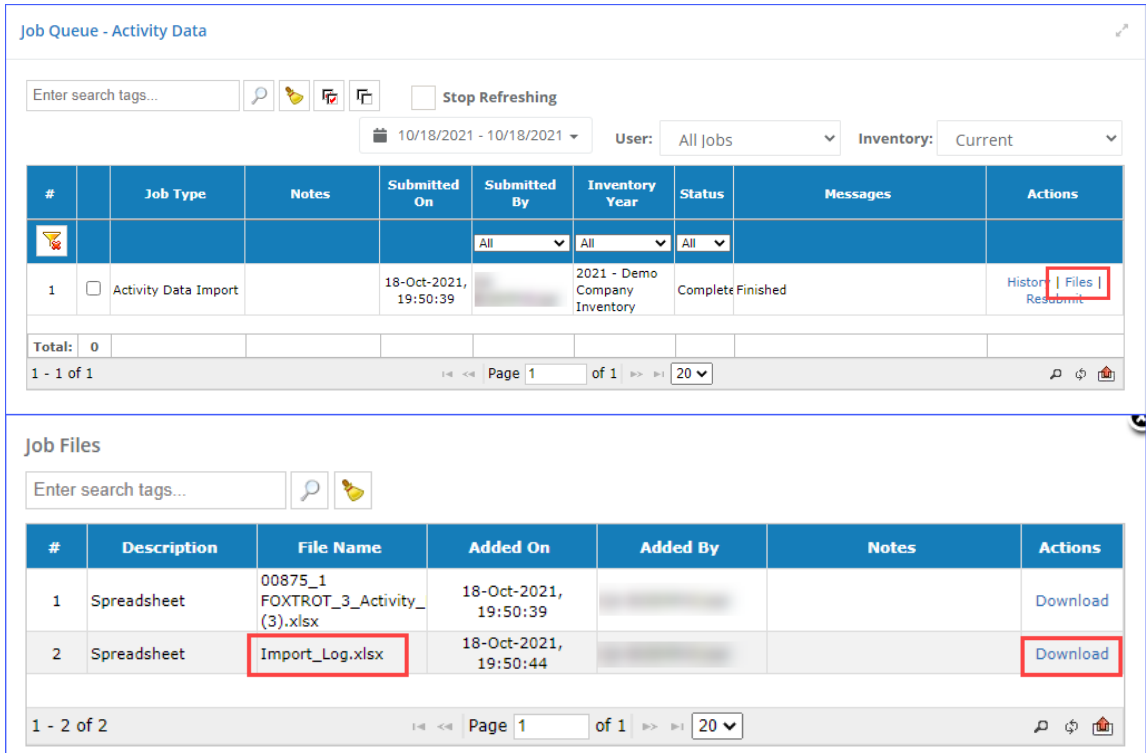 Job Queue - Activity Data
Enter search tags...
Stop Refreshing
10/18/2021 - 10/18/2021
User: All Jobs
Inventory: Current
# Job Type Notes Submitted On Submitted By Inventory Year Status Messages Actions
All All All
1 Activity Data Import 18-Oct-2021, 19:50:39 2021 - Demo Company Inventory Complete Finished History | Files | Resubmit
Total: 0
1 - 1 of 1 Page 1 of 1 20
Job Files
Enter search tags...
# Description File Name Added On Added By Notes Actions
1 Spreadsheet 00875_1 FOXTROT_3_Activity_ (3).xlsx 18-Oct-2021, 19:50:39 Download
2 Spreadsheet Import_Log.xlsx 18-Oct-2021, 19:50:44 Download
1 - 2 of 2 Page 1 of 1 20